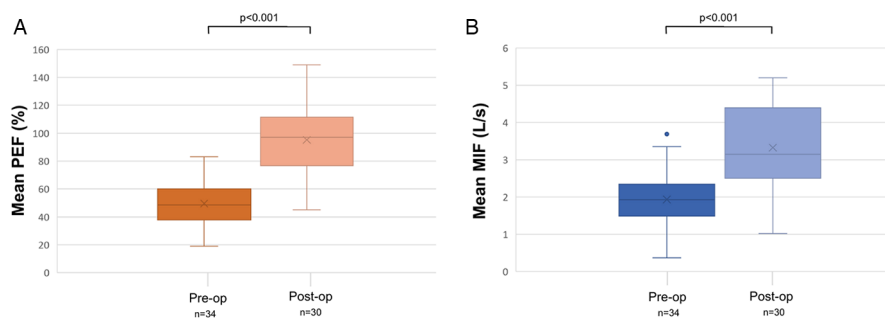 A
p<0.001
Mean PEF (%)
160
140
120
100
80
60
40
20
0
Pre-op
Post-op
n=34
n=30
B
p<0.001
Mean MIF (L/s)
6
5
4
3
2
1
0
Pre-op
Post-op
n=34
n=30